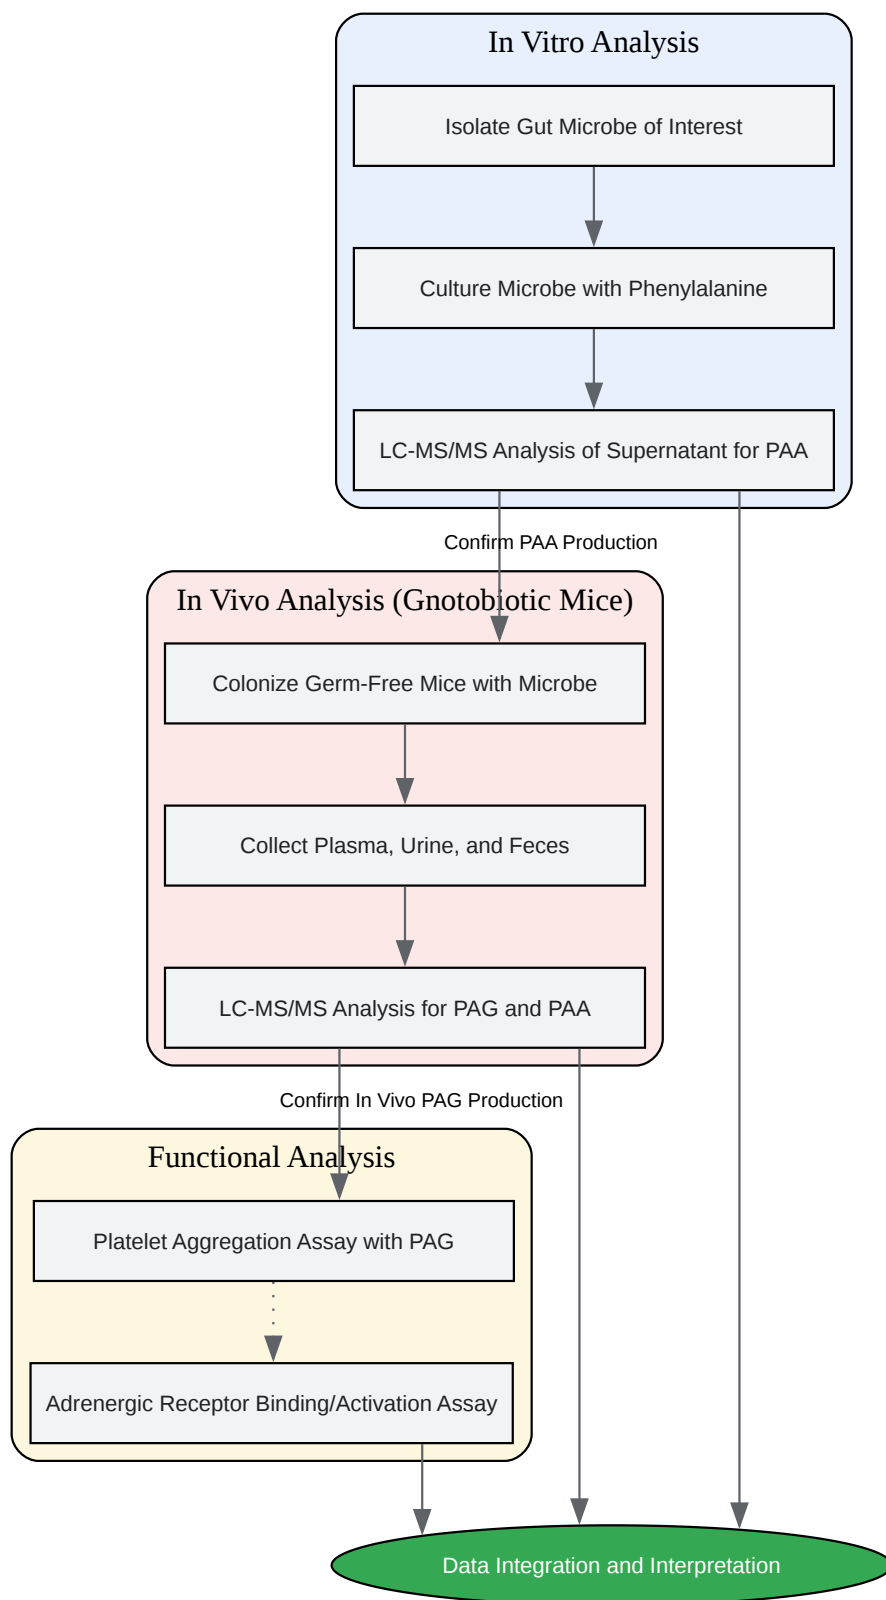 In Vitro Analysis
Isolate Gut Microbe of Interest
Culture Microbe with Phenylalanine
LC-MS/MS Analysis of Supernatant for PAA
Confirm PAA Production
In Vivo Analysis (Gnotobiotic Mice)
Colonize Germ-Free Mice with Microbe
Collect Plasma, Urine, and Feces
LC-MS/MS Analysis for PAG and PAA
Confirm In Vivo PAG Production
Functional Analysis
Platelet Aggregation Assay with PAG
Adrenergic Receptor Binding/Activation Assay
Data Integration and Interpretation